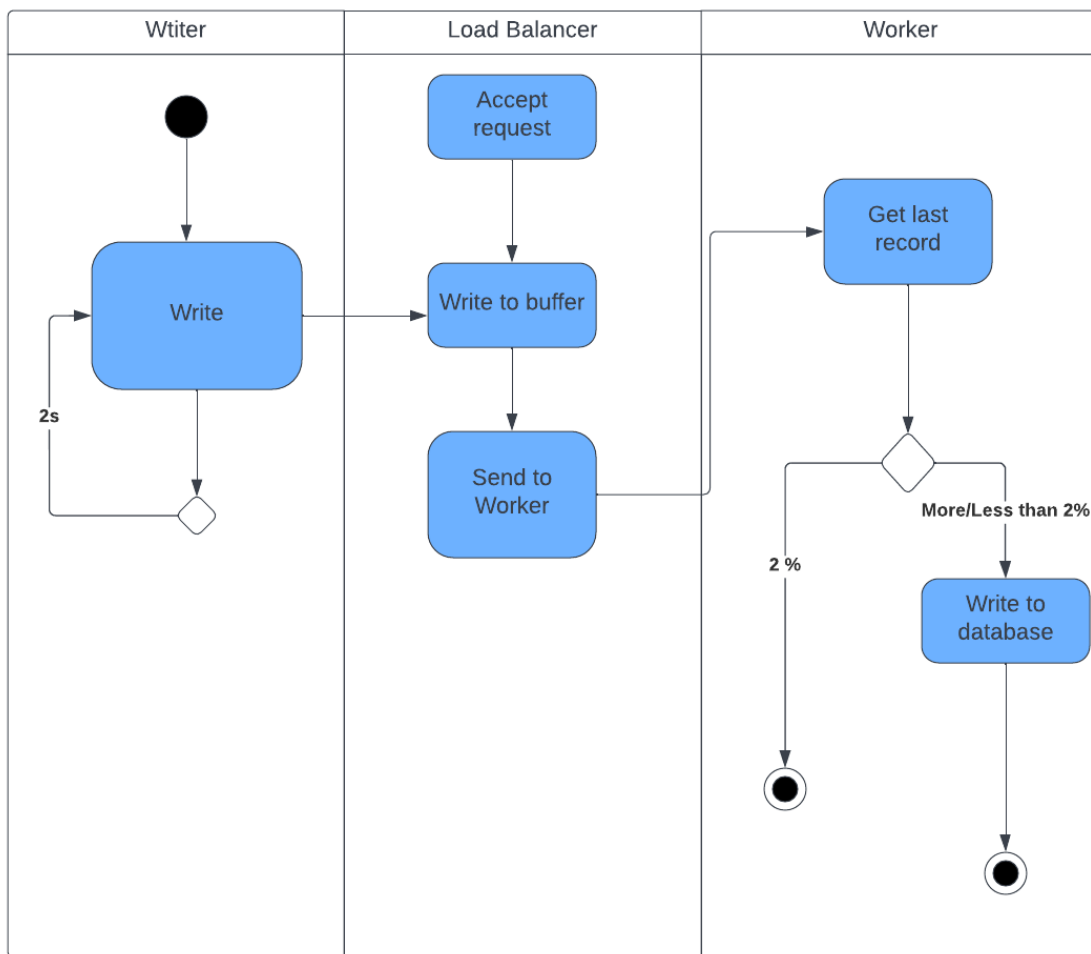 Wtiter
Load Balancer
Worker
Accept
request
Get last
record
Write
Write to buffer
2s
Send to
Worker
More/Less than 2%
2 %
Write to
database